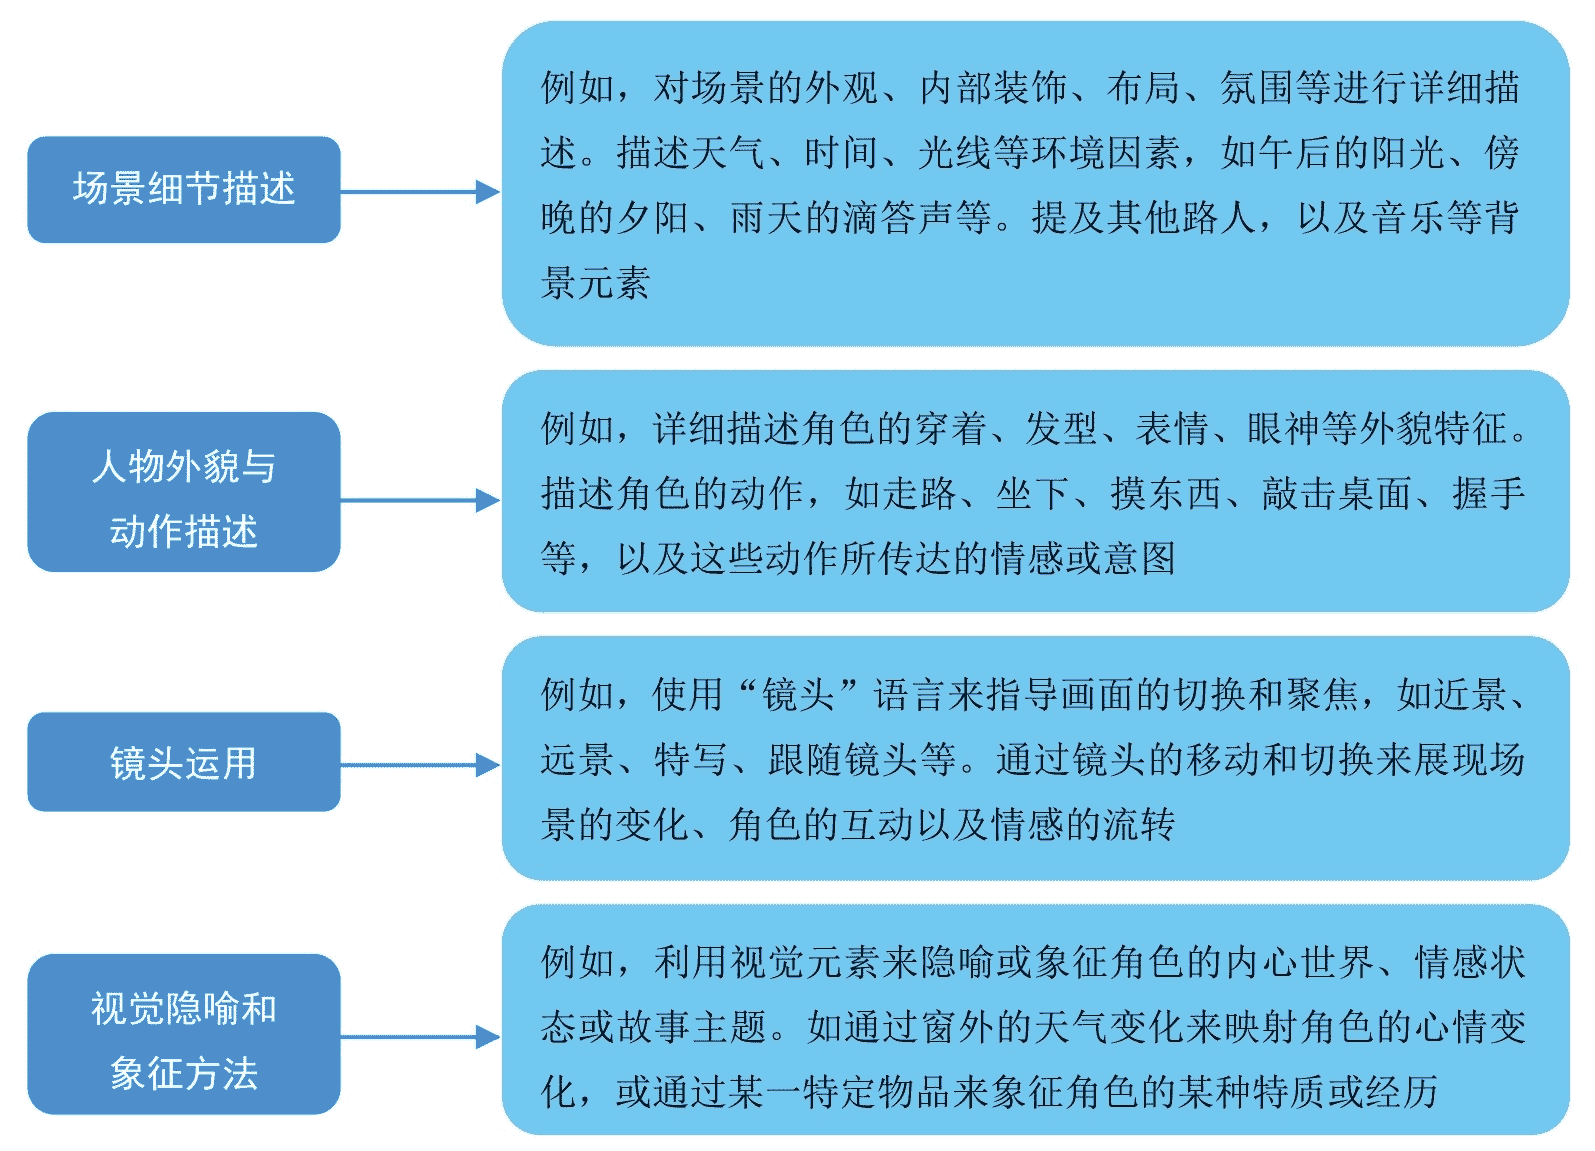 场景细节描述
例如，对场景的外观、内部装饰、布局、氛围等进行详细描
述。描述天气、时间、光线等环境因素，如午后的阳光、傍
晚的夕阳、雨天的滴答声等。提及其他路人，以及音乐等背
景元素
人物外貌与
动作描述
例如，详细描述角色的穿着、发型、表情、眼神等外貌特征。
描述角色的动作，如走路、坐下、摸东西、敲击桌面、握手
等，以及这些动作所传达的情感或意图
镜头运用
例如，使用“镜头”语言来指导画面的切换和聚焦，如近景、
远景、特写、跟随镜头等。通过镜头的移动和切换来展现场
景的变化、角色的互动以及情感的流转
视觉隐喻和
象征方法
例如，利用视觉元素来隐喻或象征角色的内心世界、情感状
态或故事主题。如通过窗外的天气变化来映射角色的心情变
化，或通过某一特定物品来象征角色的某种特质或经历